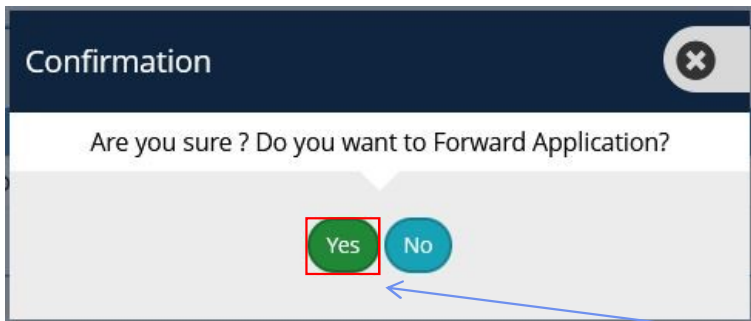 Confirmation
Are you sure ? Do you want to Forward Application?
Yes No